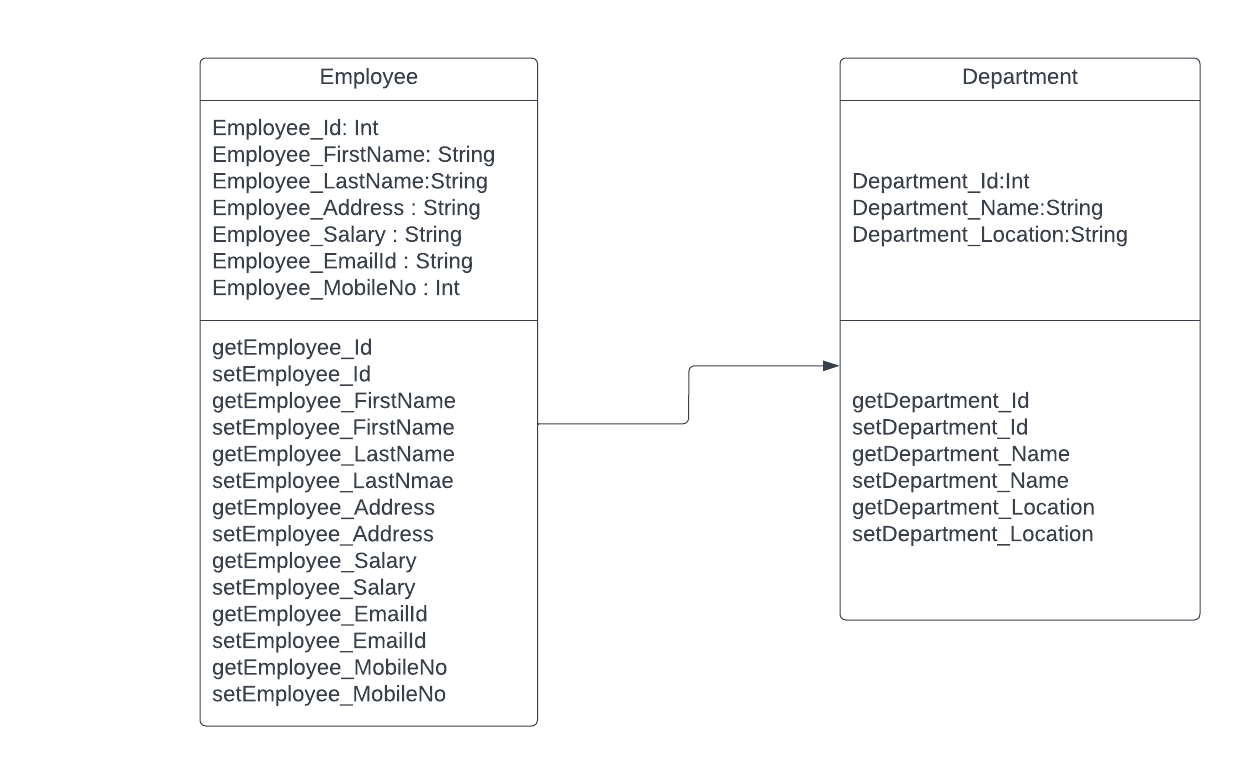 Employee
Employee_Id: Int
Employee_FirstName: String
Employee_LastName:String
Employee_Address : String
Employee_Salary : String
Employee_EmailId : String
Employee_MobileNo : Int
getEmployee_Id
setEmployee_Id
getEmployee_FirstName
setEmployee_FirstName
getEmployee_LastName
setEmployee_LastNmae
getEmployee_Address
setEmployee_Address
getEmployee_Salary
setEmployee_Salary
getEmployee_EmailId
setEmployee_EmailId
getEmployee_MobileNo
setEmployee_MobileNo
Department
Department_Id:Int
Department_Name:String
Department_Location:String
getDepartment_Id
setDepartment_Id
getDepartment_Name
setDepartment_Name
getDepartment_Location
setDepartment_Location